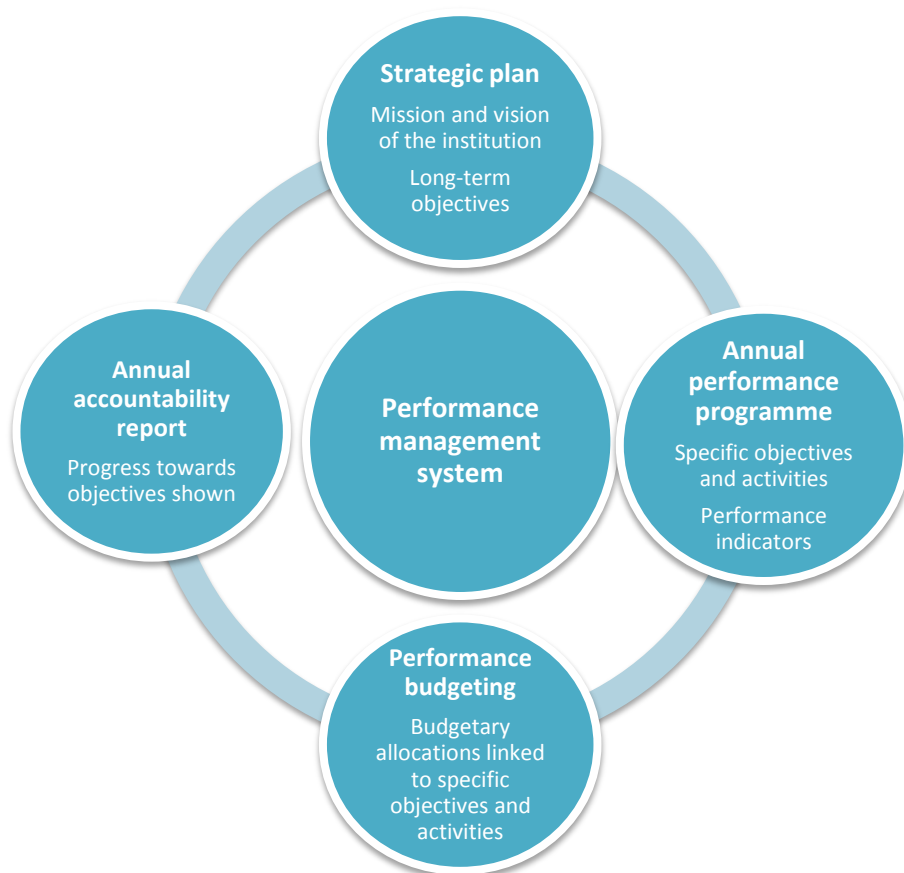 Strategic plan
Mission and vision
of the institution
Long-term
objectives
Annual
accountability
report
Progress towards
objectives shown
Performance
management
system
Annual
performance
programme
Specific objectives
and activities
Performance
indicators
Performance
budgeting
Budgetary
allocations linked
to specific
objectives and
activities